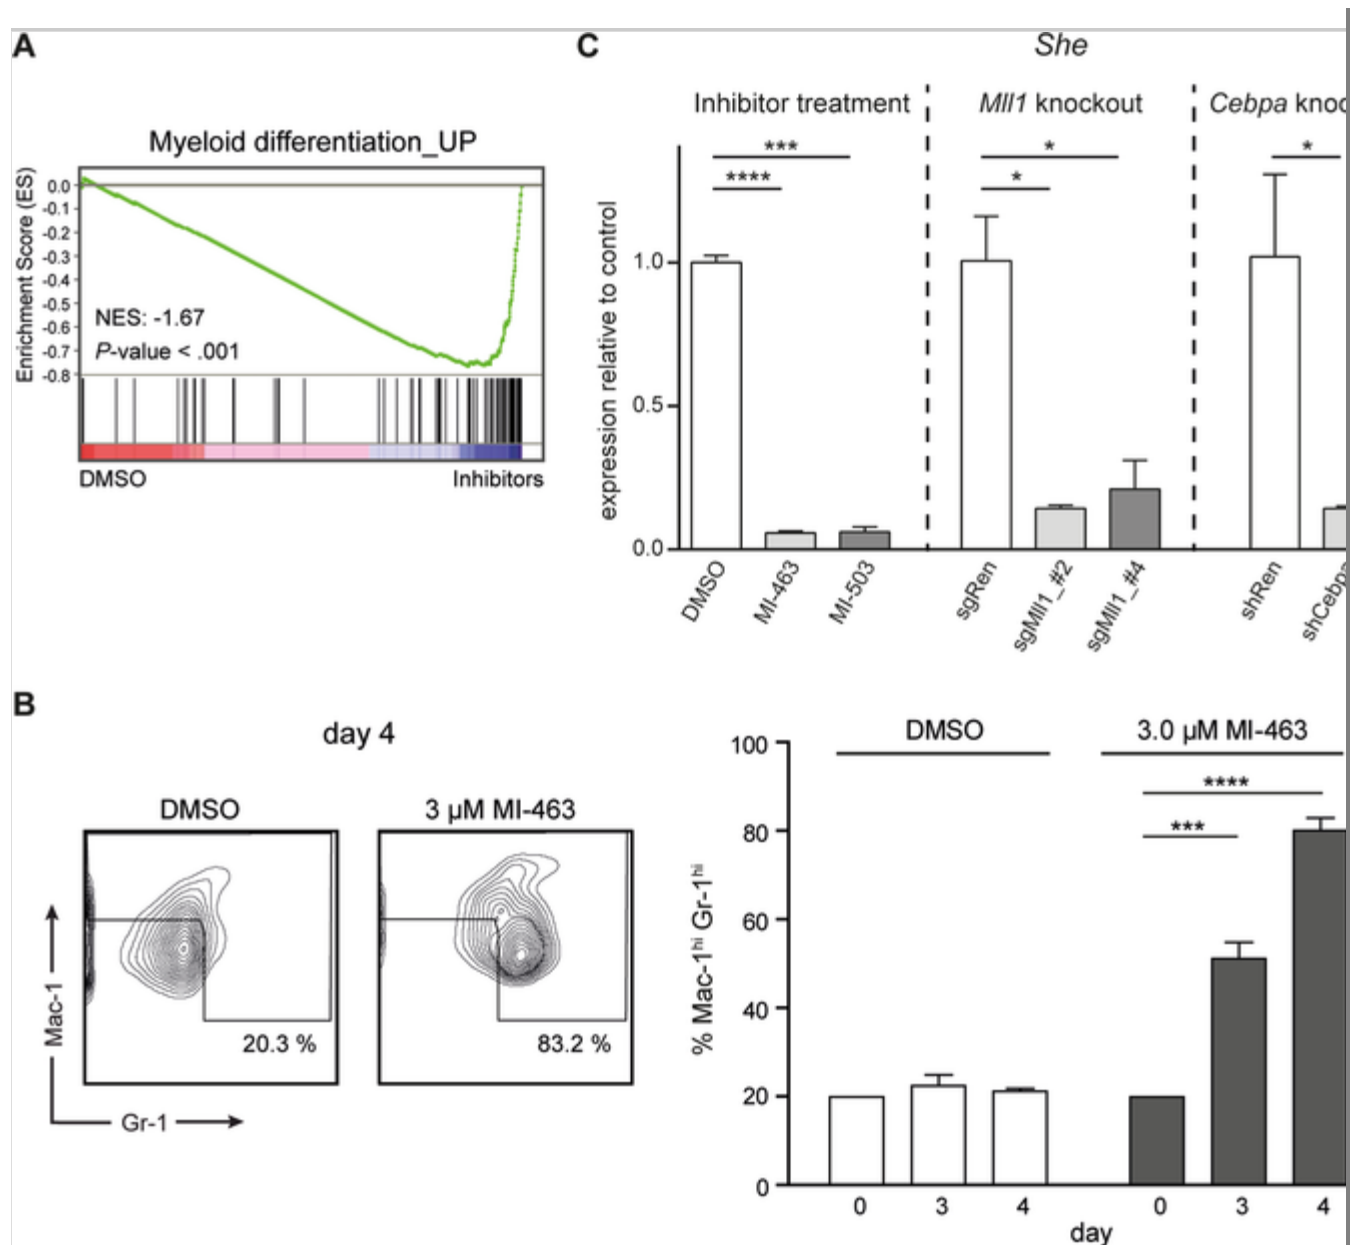 A
Myeloid differentiation_UP
Enrichment Score (ES)
0.0
-0.1
-0.2
-0.3
-0.4
-0.5
-0.6
-0.7
-0.8
NES: -1.67
P-value < .001
DMSO Inhibitors
C
She
Inhibitor treatment Mll1 knockout Cebpa knoc
*** * *
**** *
expression relative to control
1.0
0.5
0.0
DMSO
MI-463
MI-503
sgRen
sgMll1_#2
sgMll1_#4
shRen
shCebpa
B
day 4
DMSO 3 µM MI-463
Mac-1
Gr-1
20.3 %
83.2 %
DMSO 3.0 µM MI-463
****
***
% Mac-1hi Gr-1hi
100
80
60
40
20
0
0 3 4 0 3 4
day